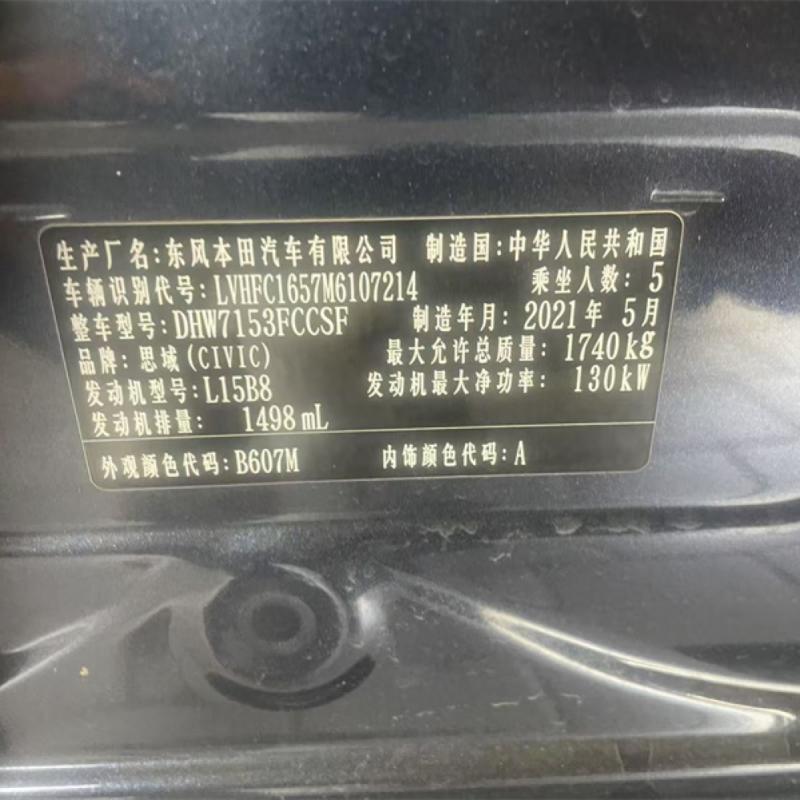 生产厂名:东风本田汽车有限公司 制造国:中华人民共和国
车辆识别代号:LVHFC1657M6107214 乘坐人数:5
整车型号:DHW7153FCCSF 制造年月:2021年5月
品牌:思域(CIVIC) 最大允许总质量:1740kg
发动机型号:L15B8 发动机最大净功率:130kW
发动机排量: 1498mL
外观颜色代码:B607M 内饰颜色代码:A